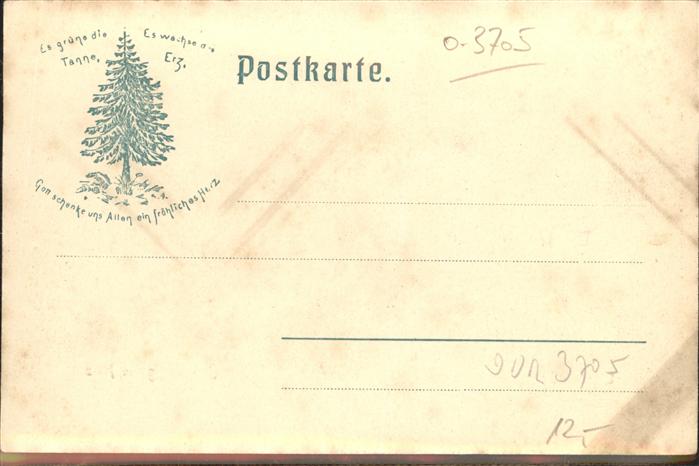 Es grüne die
Tanne,
Es wachse das
Erz,
Gott schenke uns Allen ein fröhliches Herz
Postkarte.
0-3705
3705
12,-